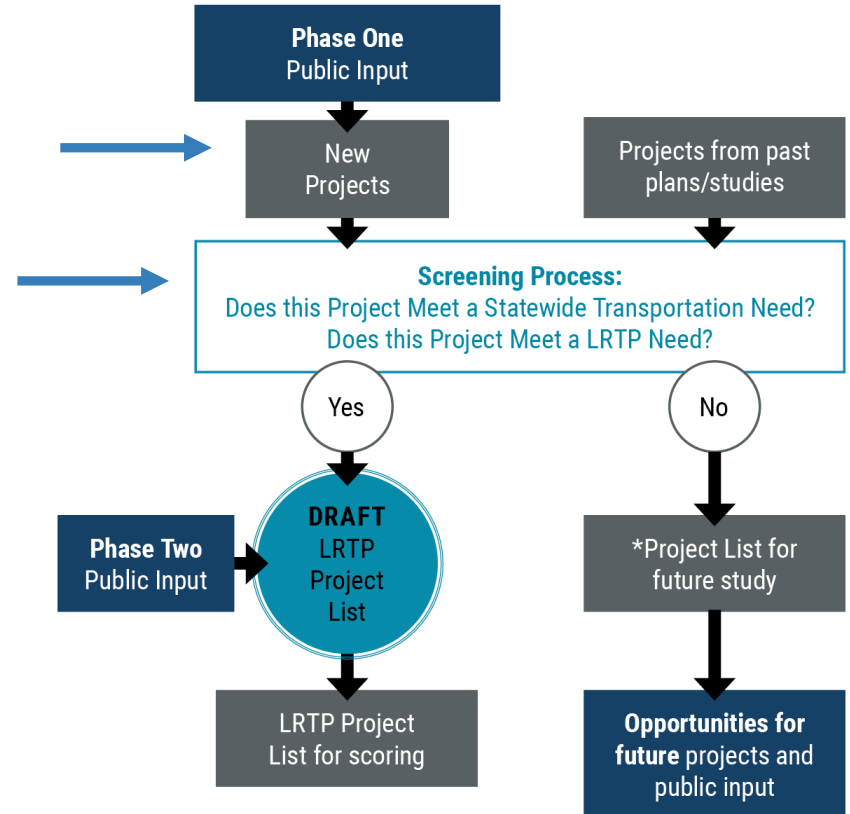 Phase One
Public Input
New
Projects
Projects from past
plans/studies
Screening Process:
Does this Project Meet a Statewide Transportation Need?
Does this Project Meet a LRTP Need?
Yes
No
Phase Two
Public Input
DRAFT
LRTP
Project
List
*Project List for
future study
LRTP Project
List for scoring
Opportunities for
future projects and
public input